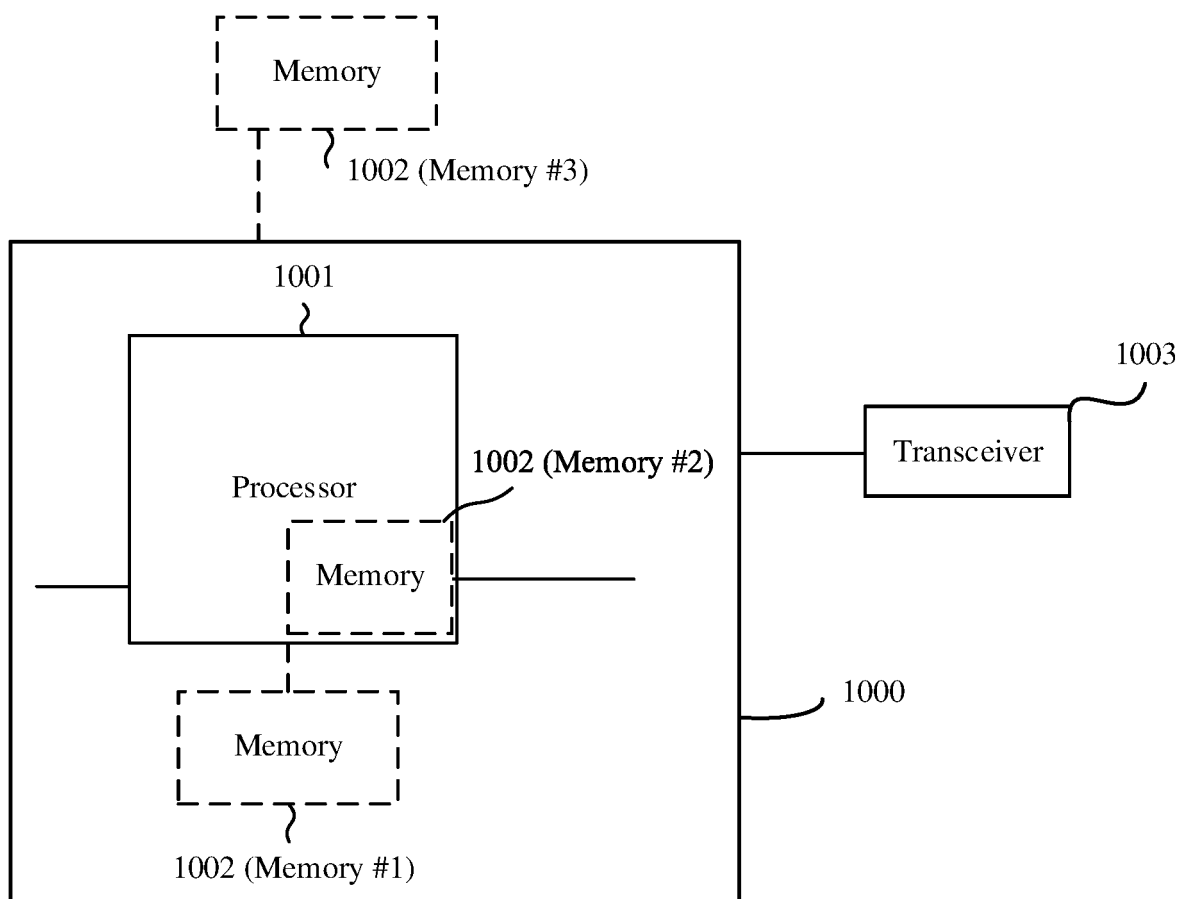 Memory
1002 (Memory #3)
1001
1003
Transceiver
1002 (Memory #2)
Processor
Memory
1000
Memory
1002 (Memory #1)